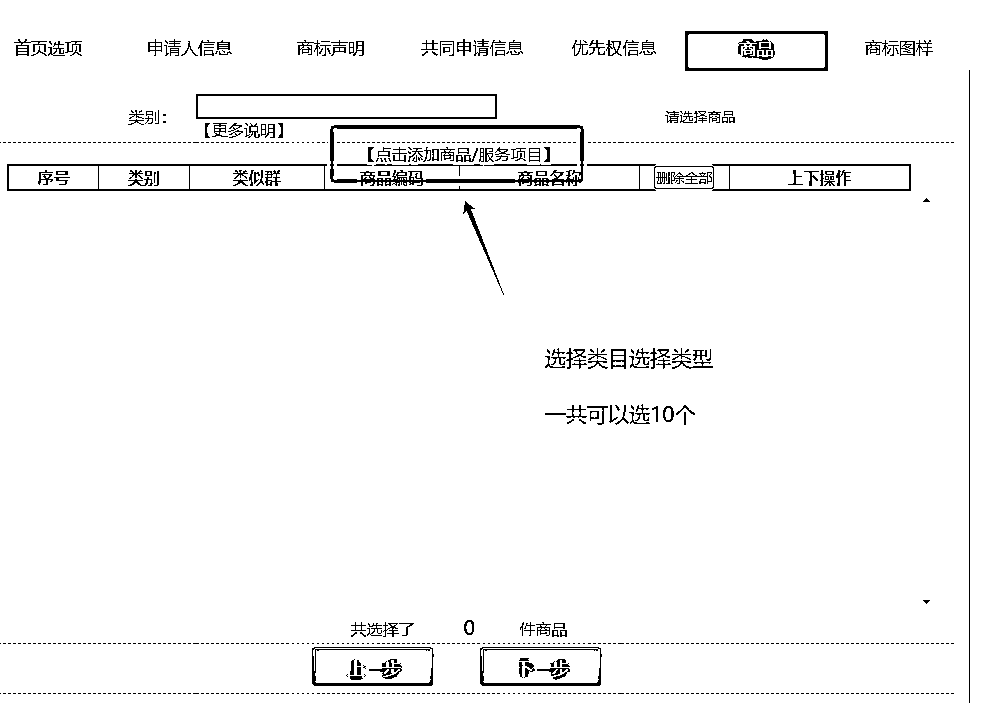 首页选项 申请人信息 商标声明 共同申请信息 优先权信息 商品 商标图样
类别： 请选择商品
【更多说明】
【点击添加商品/服务项目】
序号 类别 类似群 商品编码 商品名称 删除全部 上下操作
选择类目选择类型
一共可以选10个
共选择了 0 件商品
上一步 下一步